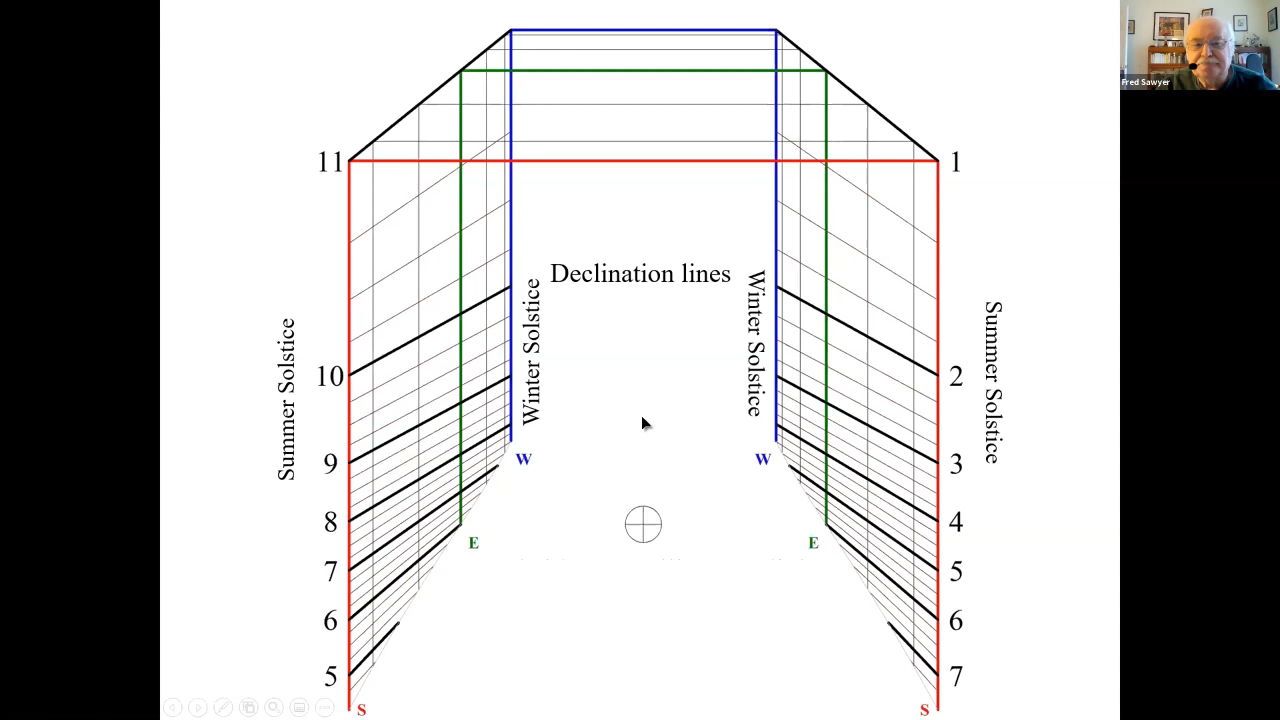 Fred Sawyer
11
1
Declination lines
Winter Solstice
Winter Solstice
Summer Solstice
Summer Solstice
10
2
9
3
W
W
8
4
E
E
7
5
6
6
5
7
S
S